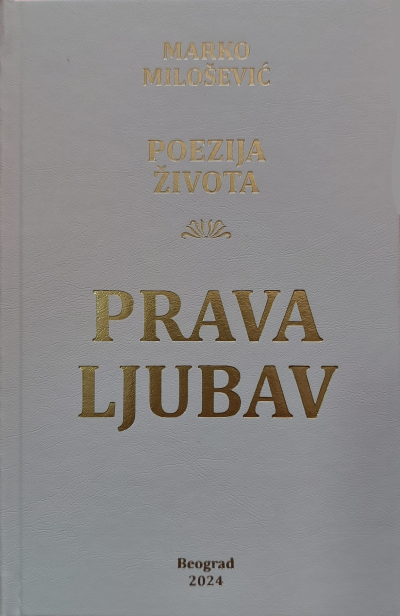 MARKO
MILOŠEVIĆ
POEZIJA
ŽIVOTA
PRAVA
LJUBAV
Beograd
2024